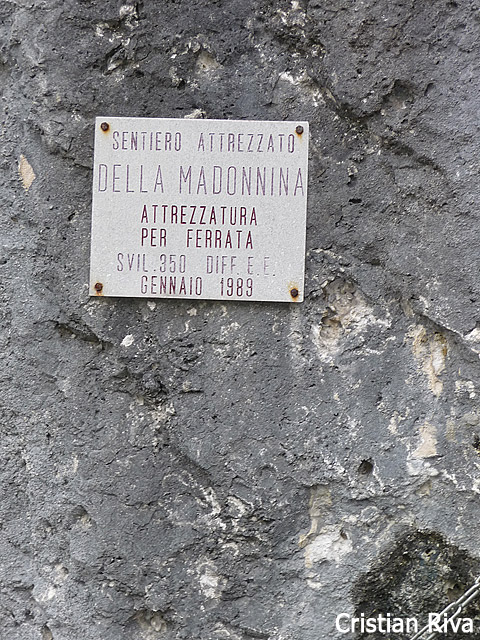 SENTIERO ATTREZZATO
DELLA MADONNINA
ATTREZZATURA
PER FERRATA
SVIL.350 DIFF.E.E.
GENNAIO 1989
Cristian Riva